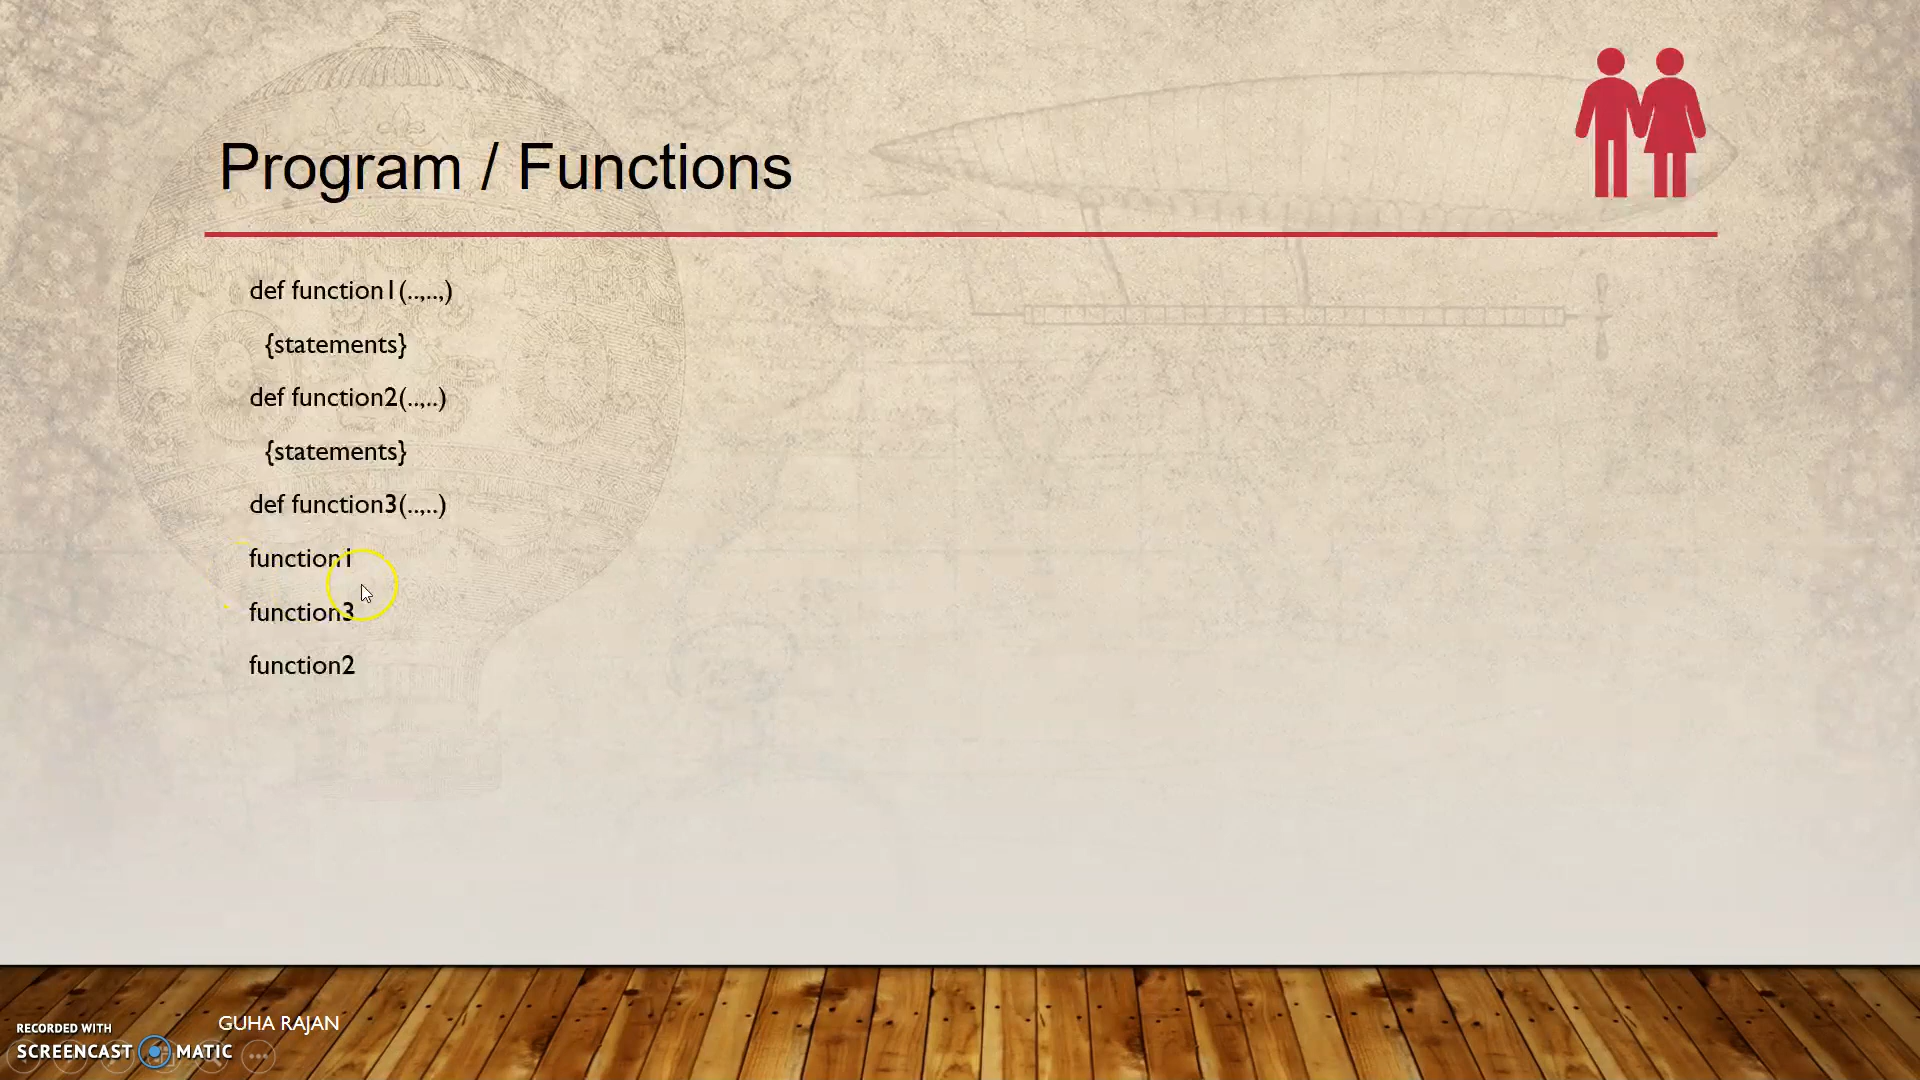 Program / Functions
def function1(..,..,)
{statements}
def function2(..,..)
{statements}
def function3(..,..)
function1
function3
function2
GUHA RAJAN
RECORDED WITH
SCREENCAST MATIC